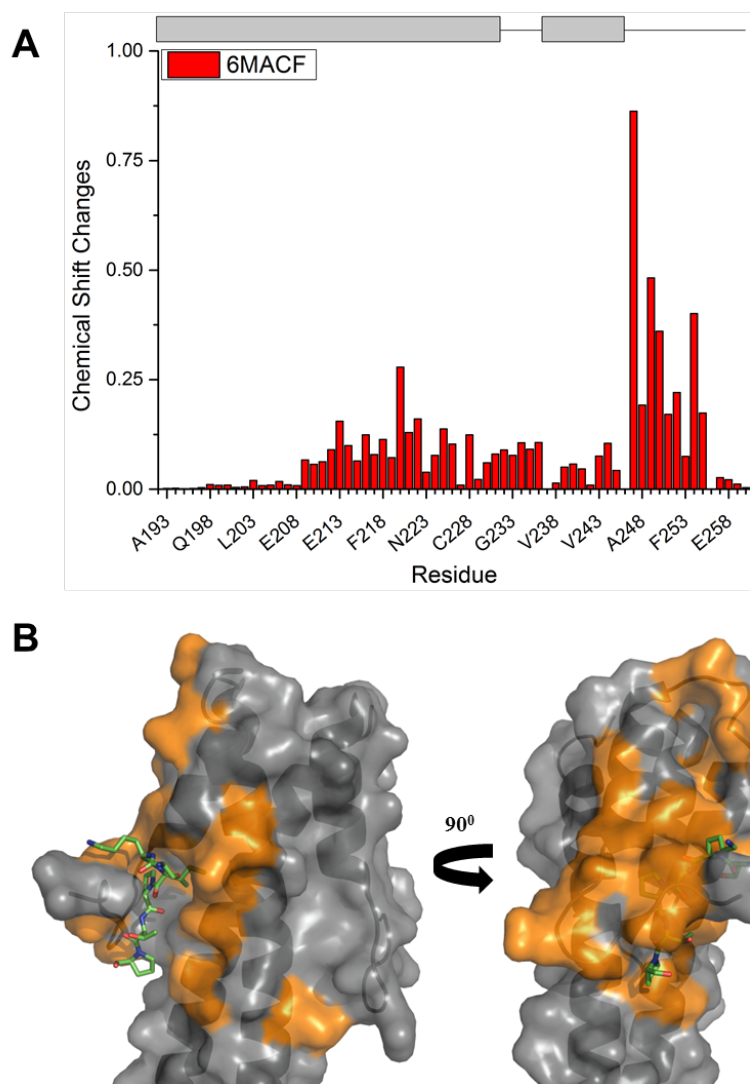 A
6MACF
1.00
0.75
0.50
0.25
0.00
Chemical Shift Changes
A193 Q198 L203 E208 E213 F218 N223 C228 G233 V238 V243 A248 F253 E258
Residue
B
90⁰